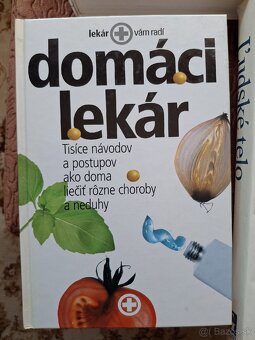 lekár vám radí
domáci
lekár
Tisíce návodov
a postupov
ako doma
liečiť rôzne choroby
a neduhy
Ľudské telo